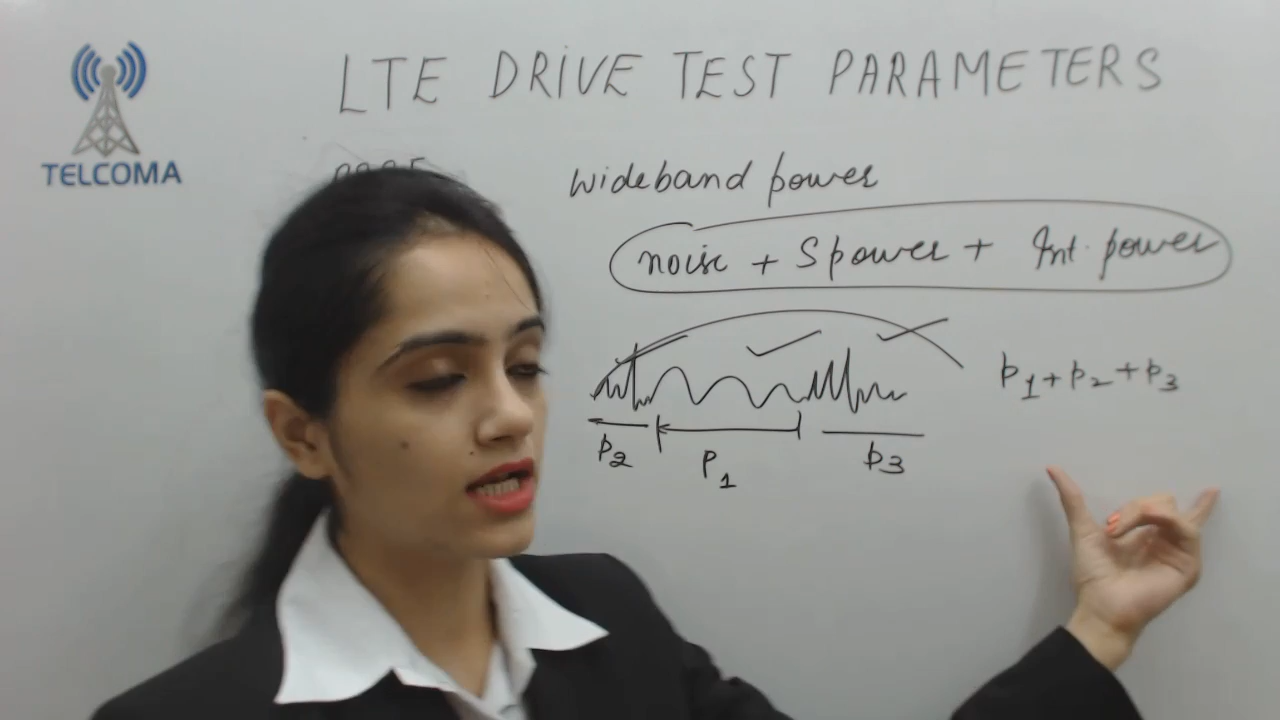 LTE DRIVE TEST PARAMETERS
TELCOMA
wideband power
noise + S power + Int. power
P1+P2+P3
P2
P1
P3